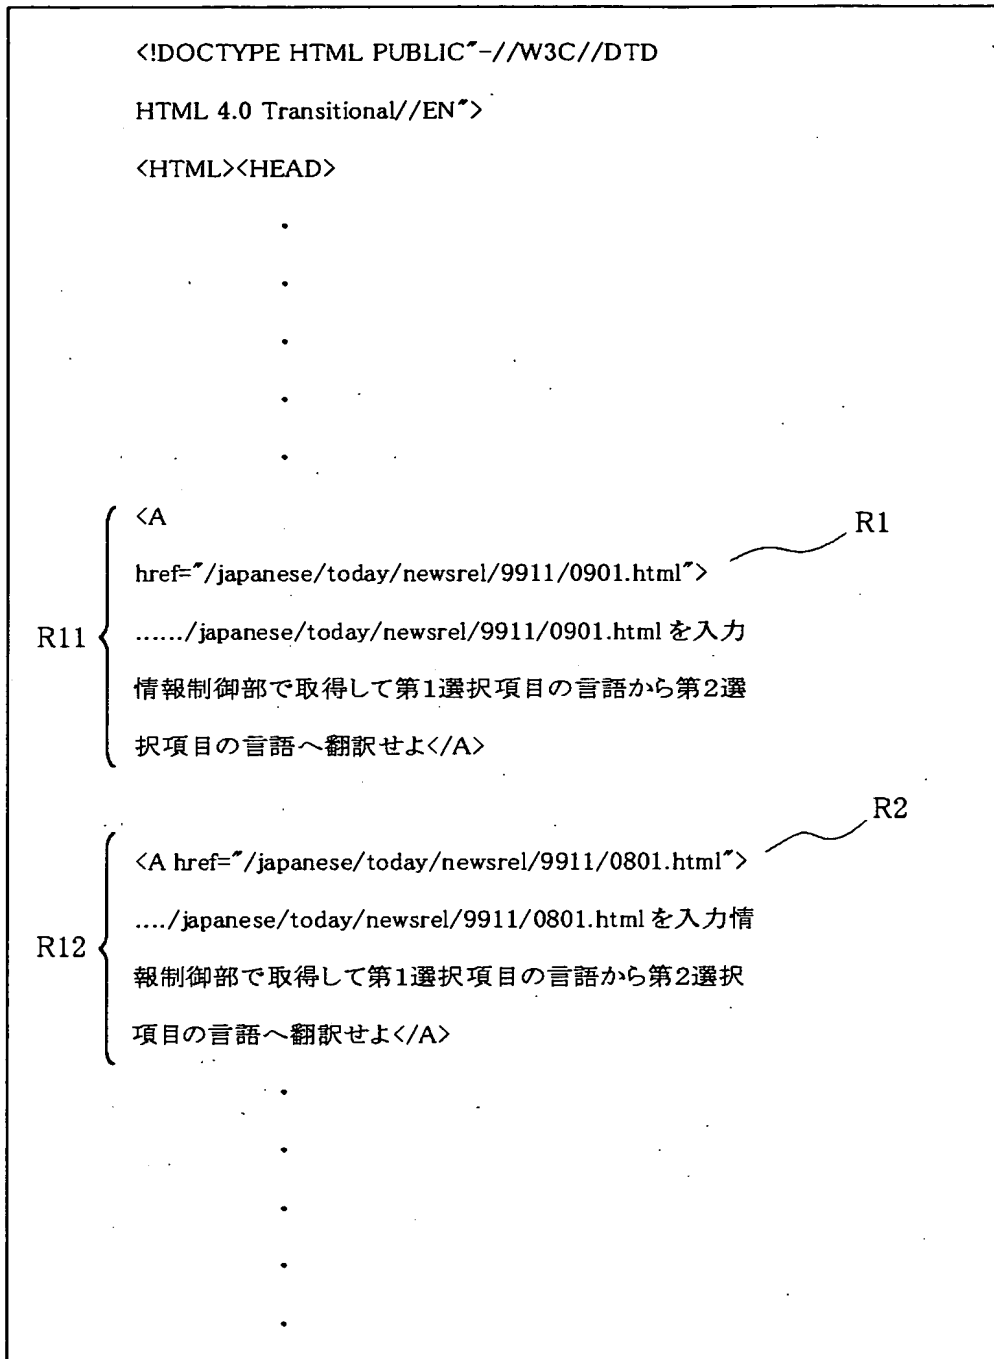 <!DOCTYPE HTML PUBLIC"-//W3C//DTD
HTML 4.0 Transitional//EN">
<HTML><HEAD>
.
.
.
.
.
<A
R1
href="/japanese/today/newsrel/9911/0901.html">
R11
....../japanese/today/newsrel/9911/0901.html を入力
情報制御部で取得して第1選択項目の言語から第2選
択項目の言語へ翻訳せよ</A>
R2
<A href="/japanese/today/newsrel/9911/0801.html">
..../japanese/today/newsrel/9911/0801.html を入力情
R12
報制御部で取得して第1選択項目の言語から第2選択
項目の言語へ翻訳せよ</A>
.
.
.
.
.